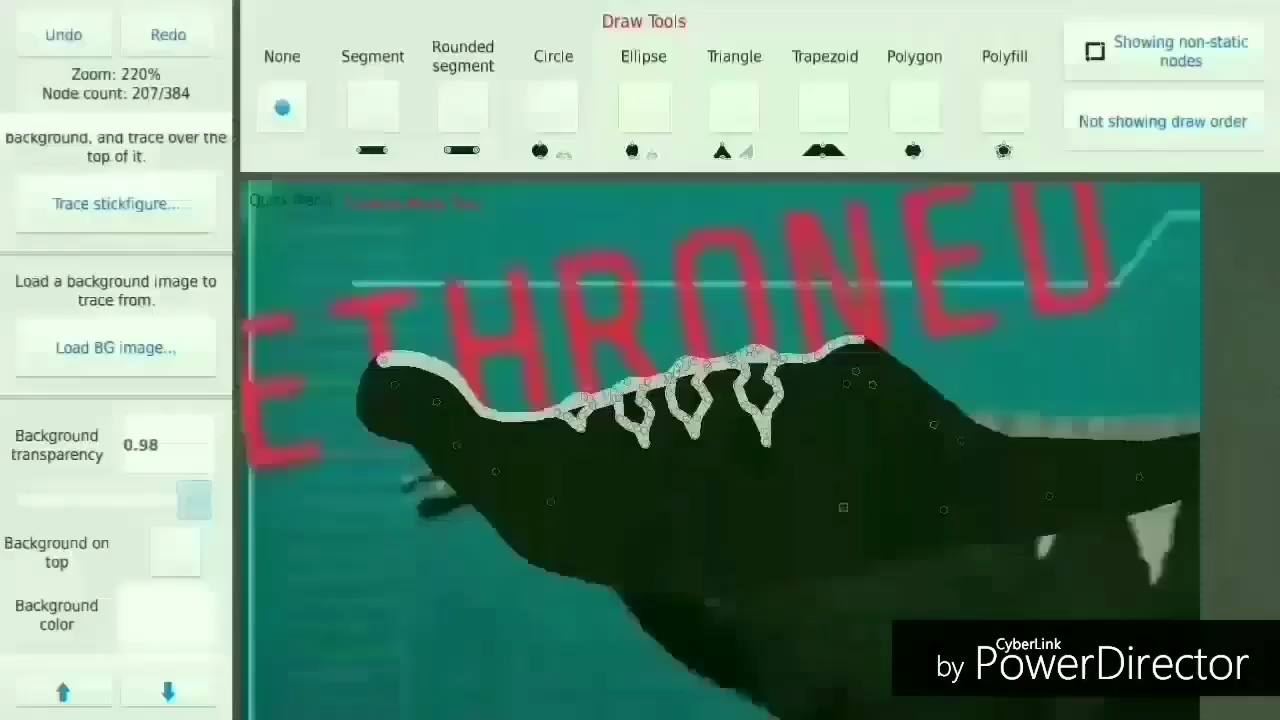 Undo
Redo
Zoom: 220%
Node count: 207/384
background, and trace over the
top of it.
Trace stickfigure...
Load a background image to
trace from.
Load BG image...
Background
transparency
0.98
Background on
top
Background
color
Draw Tools
None
Segment
Rounded
segment
Circle
Ellipse
Triangle
Trapezoid
Polygon
Polyfill
Showing non-static
nodes
Not showing draw order
Quick Menu
ETHRONED
E
by CyberLink PowerDirector